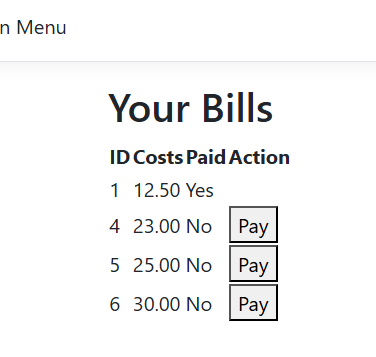 n Menu
Your Bills
ID Costs Paid Action
1 12.50 Yes
4 23.00 No Pay
5 25.00 No Pay
6 30.00 No Pay